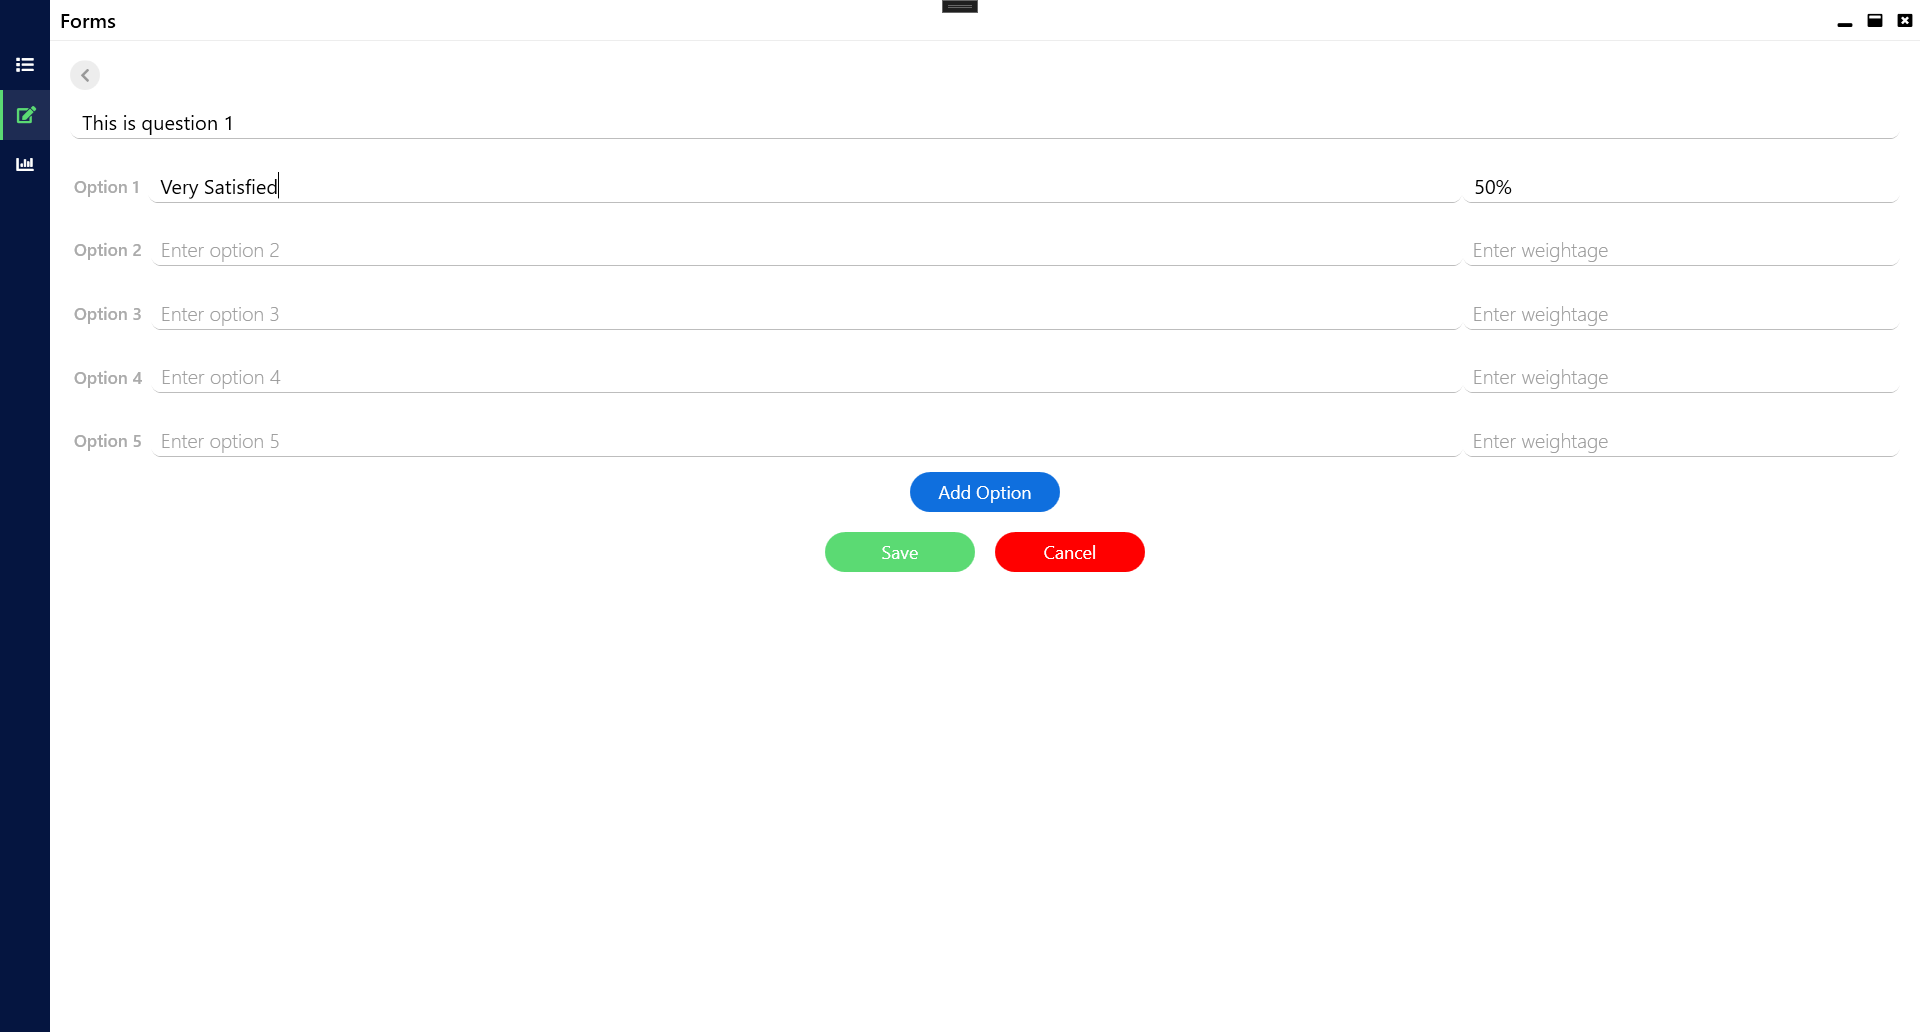 Forms
This is question 1
Option 1 Very Satisfied 50%
Option 2 Enter option 2 Enter weightage
Option 3 Enter option 3 Enter weightage
Option 4 Enter option 4 Enter weightage
Option 5 Enter option 5 Enter weightage
Add Option
Save Cancel